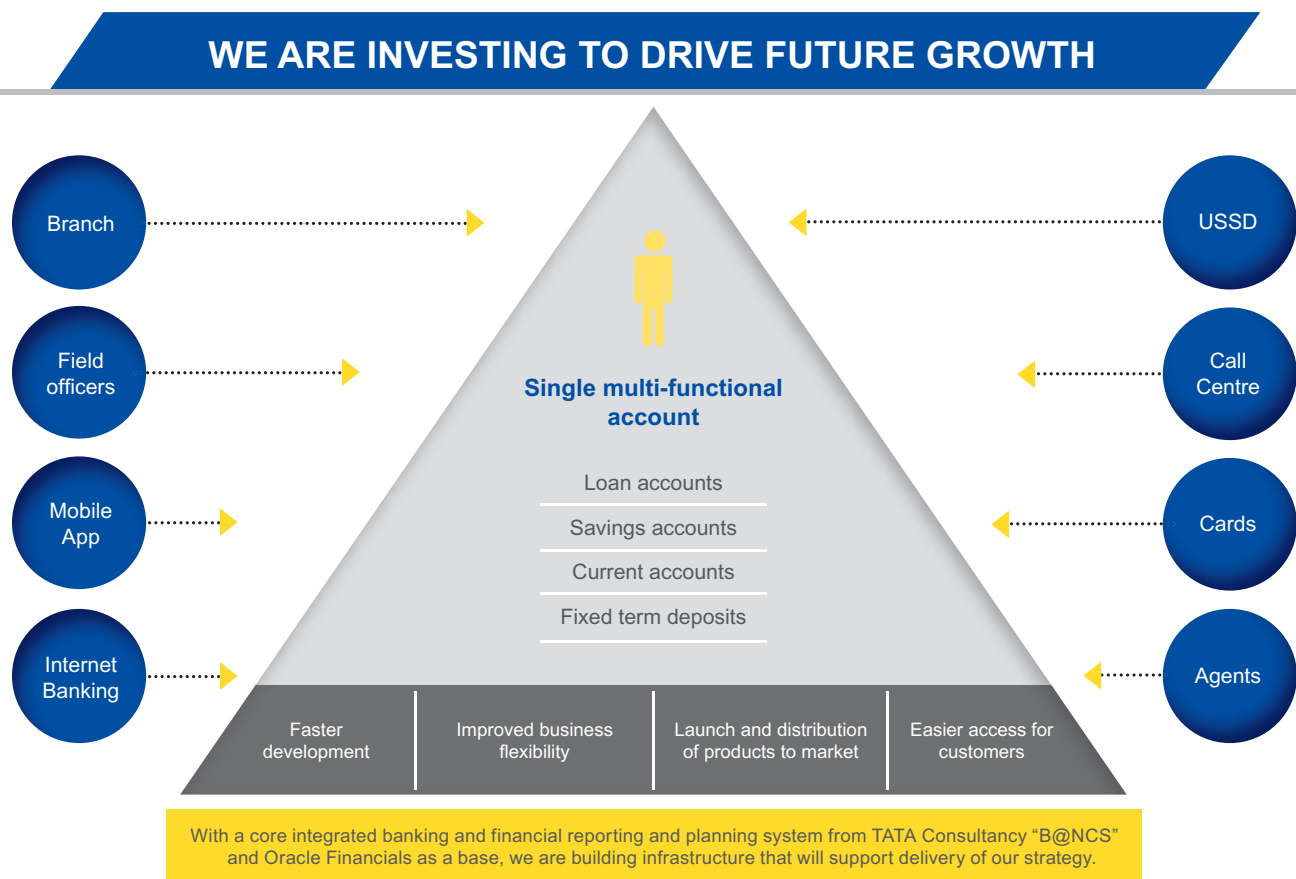 WE ARE INVESTING TO DRIVE FUTURE GROWTH
Branch
Field
officers
Mobile
App
Internet
Banking
Single multi-functional
account
Loan accounts
Savings accounts
Current accounts
Fixed term deposits
USSD
Call
Centre
Cards
Agents
Faster
development
Improved business
flexibility
Launch and distribution
of products to market
Easier access for
customers
With a core integrated banking and financial reporting and planning system from TATA Consultancy “B@NCS”
and Oracle Financials as a base, we are building infrastructure that will support delivery of our strategy.